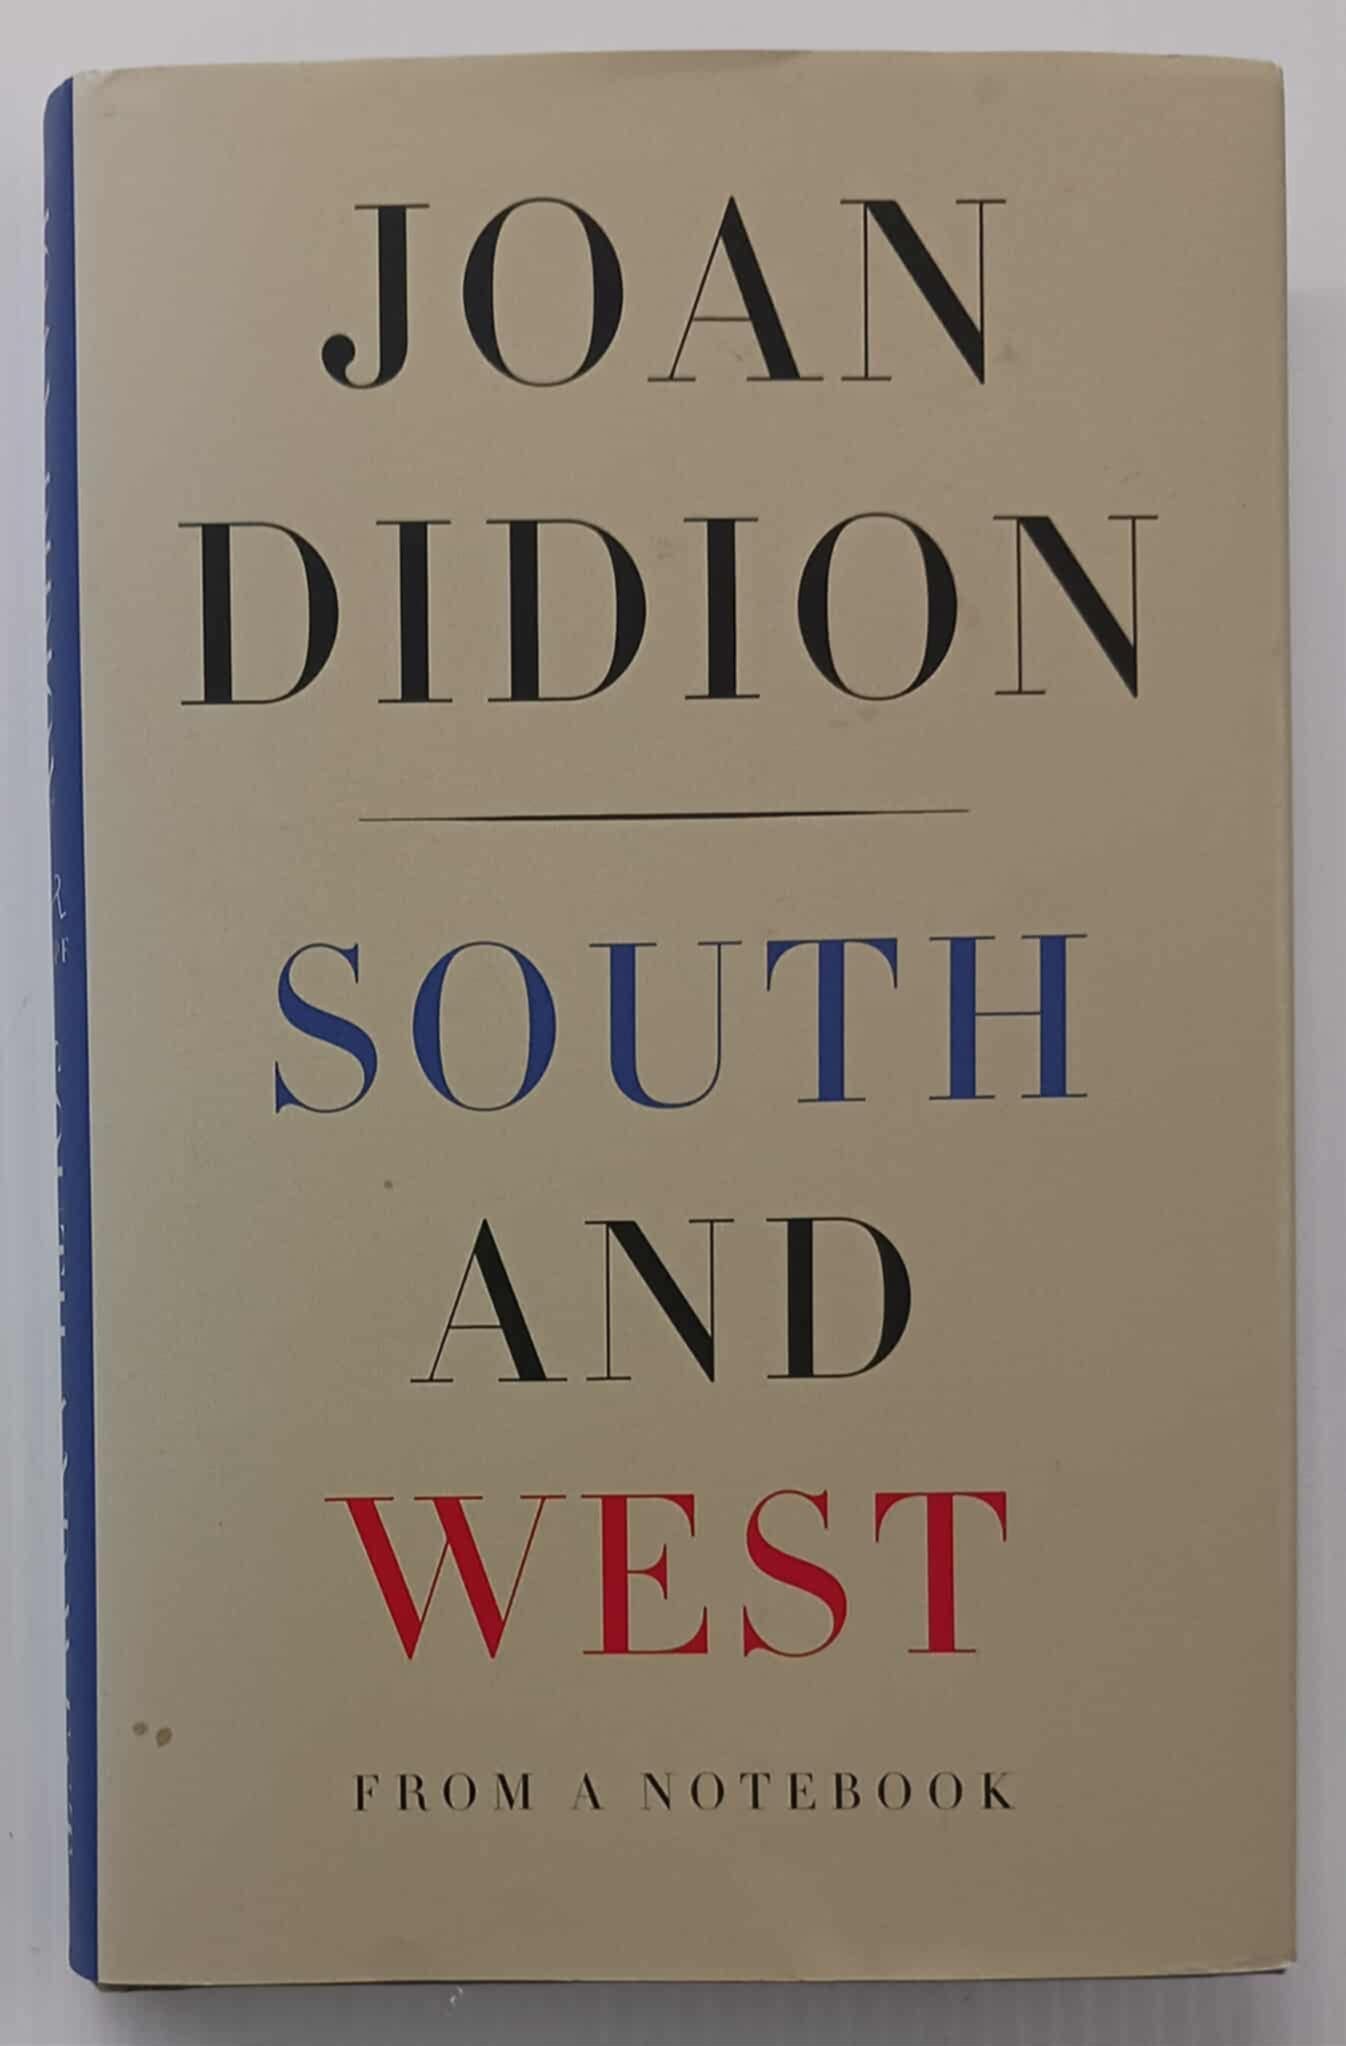 JOAN
DIDION
SOUTH
AND
WEST
FROM A NOTEBOOK